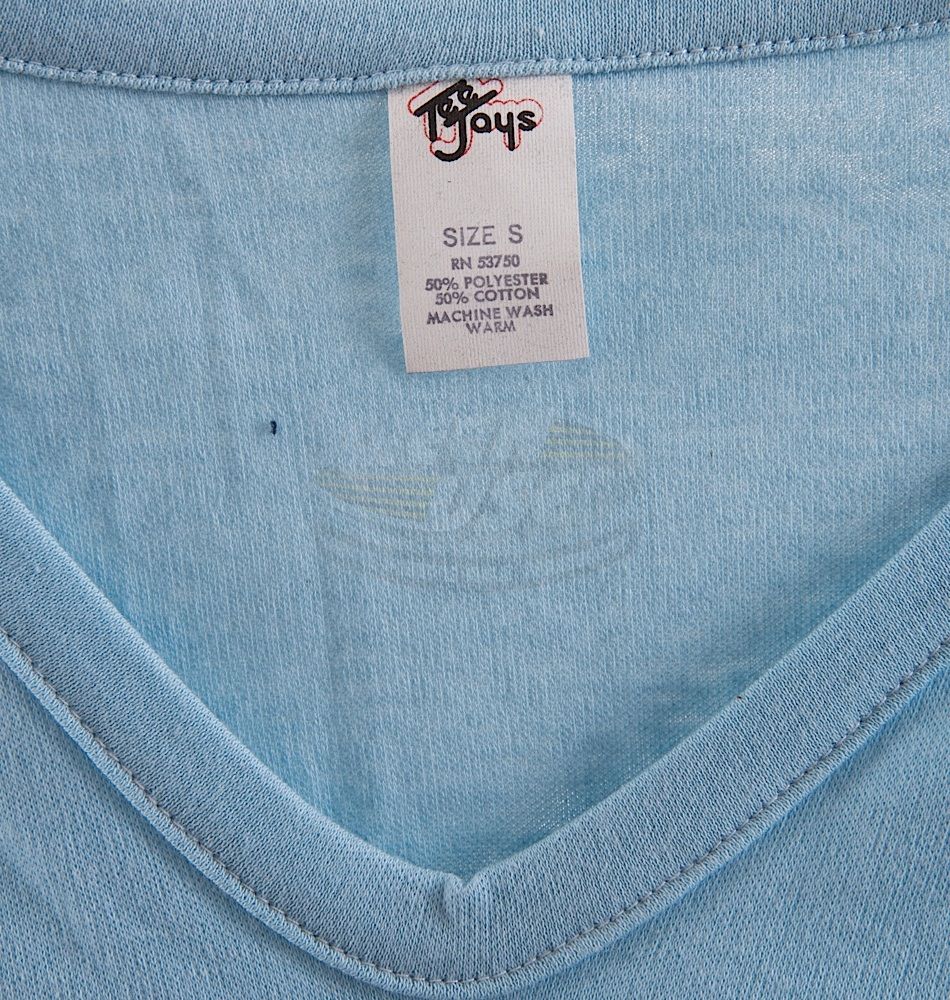 Tee
Jays
SIZE S
RN 53750
50% POLYESTER
50% COTTON
MACHINE WASH
WARM